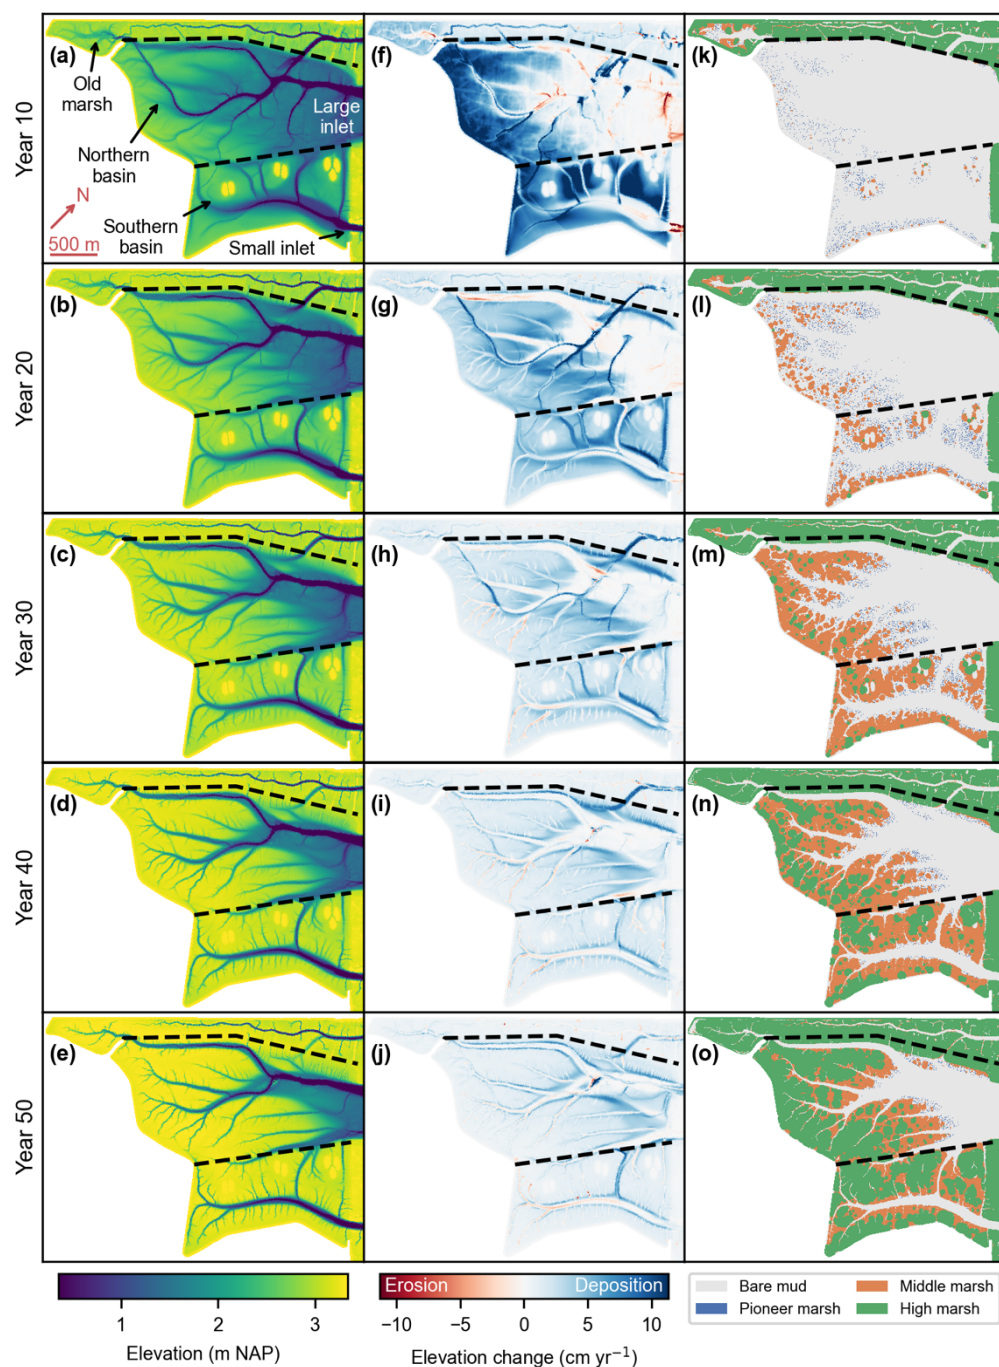 Year 10
(a)
Old
marsh
Northern
basin
Large
inlet
N
500 m
Southern
basin
Small inlet
(f)
(k)
Year 20
(b)
(g)
(l)
Year 30
(c)
(h)
(m)
Year 40
(d)
(i)
(n)
Year 50
(e)
(j)
(o)
1 2 3
Elevation (m NAP)
Erosion Deposition
−10 −5 0 5 10
Elevation change (cm yr⁻¹)
Bare mud Middle marsh
Pioneer marsh High marsh